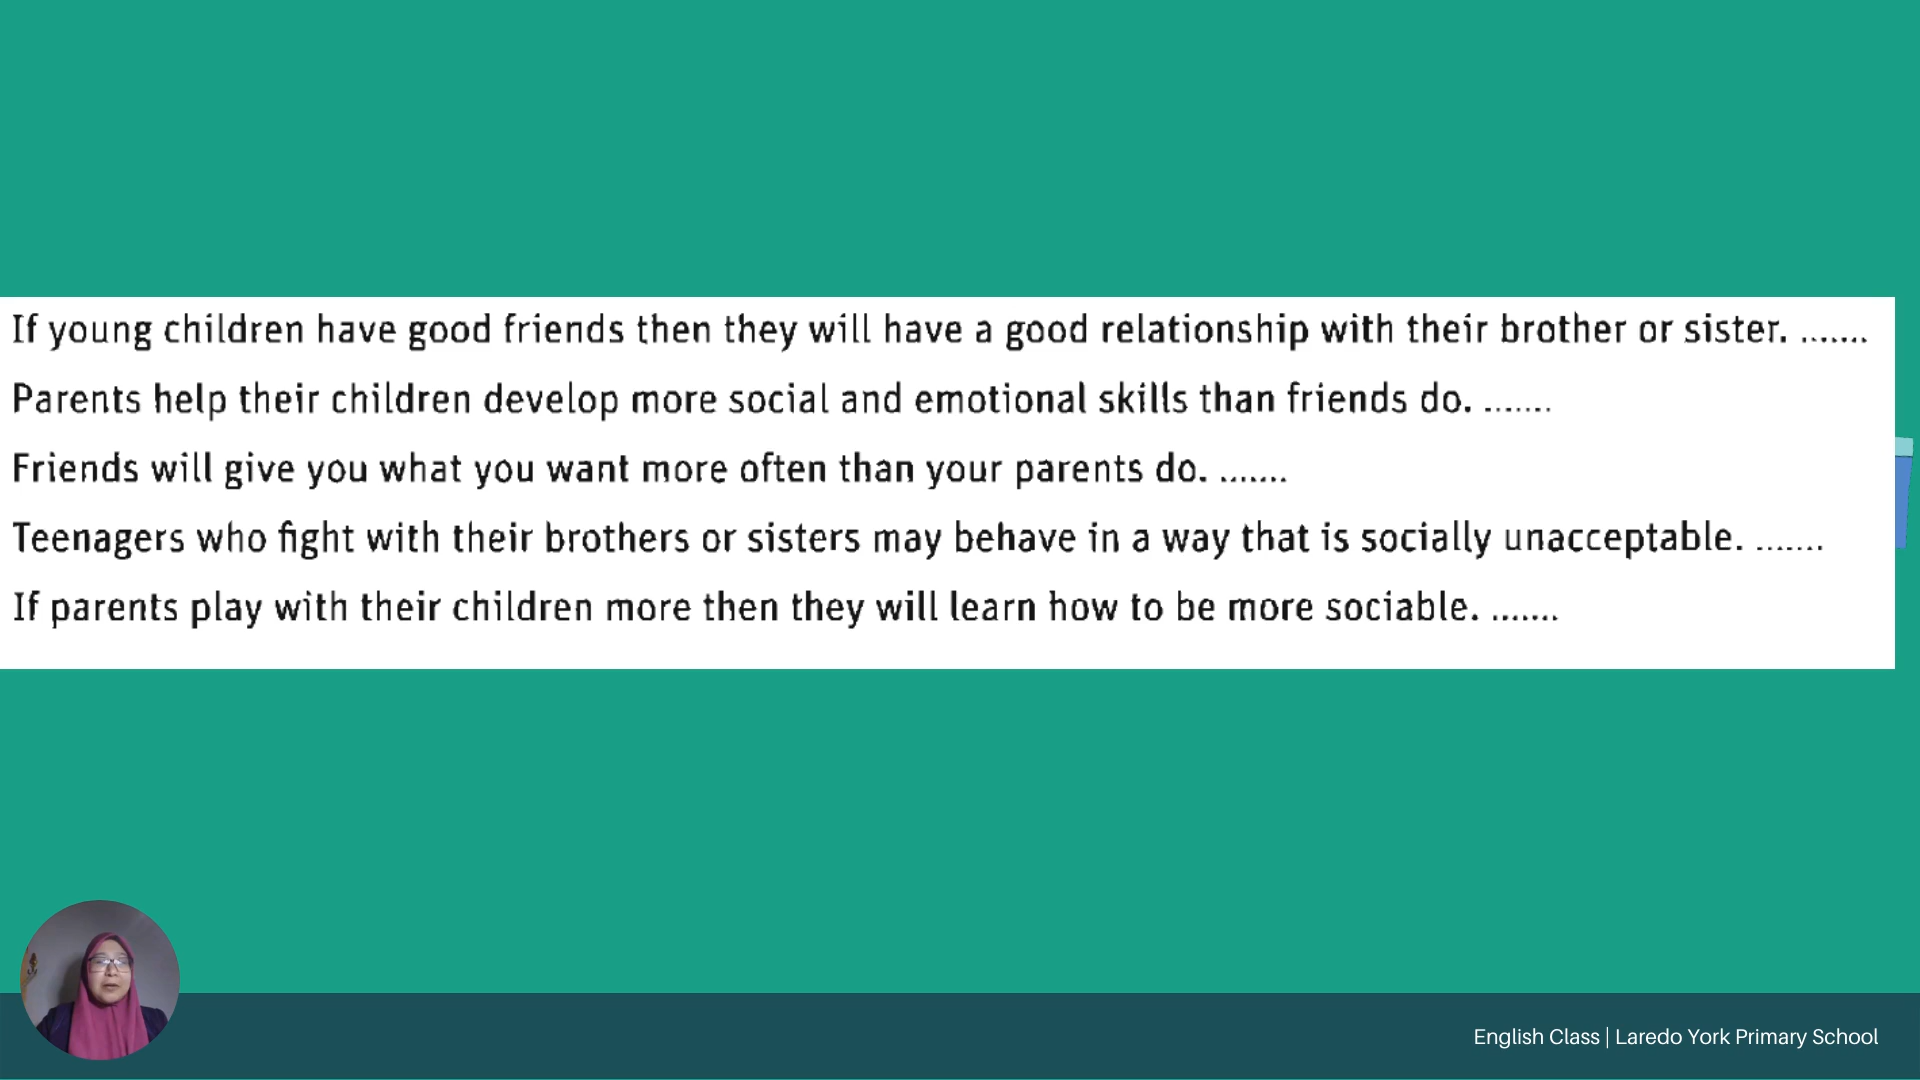 If young children have good friends then they will have a good relationship with their brother or sister. .......
Parents help their children develop more social and emotional skills than friends do. .......
Friends will give you what you want more often than your parents do. .......
Teenagers who fight with their brothers or sisters may behave in a way that is socially unacceptable. .......
If parents play with their children more then they will learn how to be more sociable. .......
English Class | Laredo York Primary School